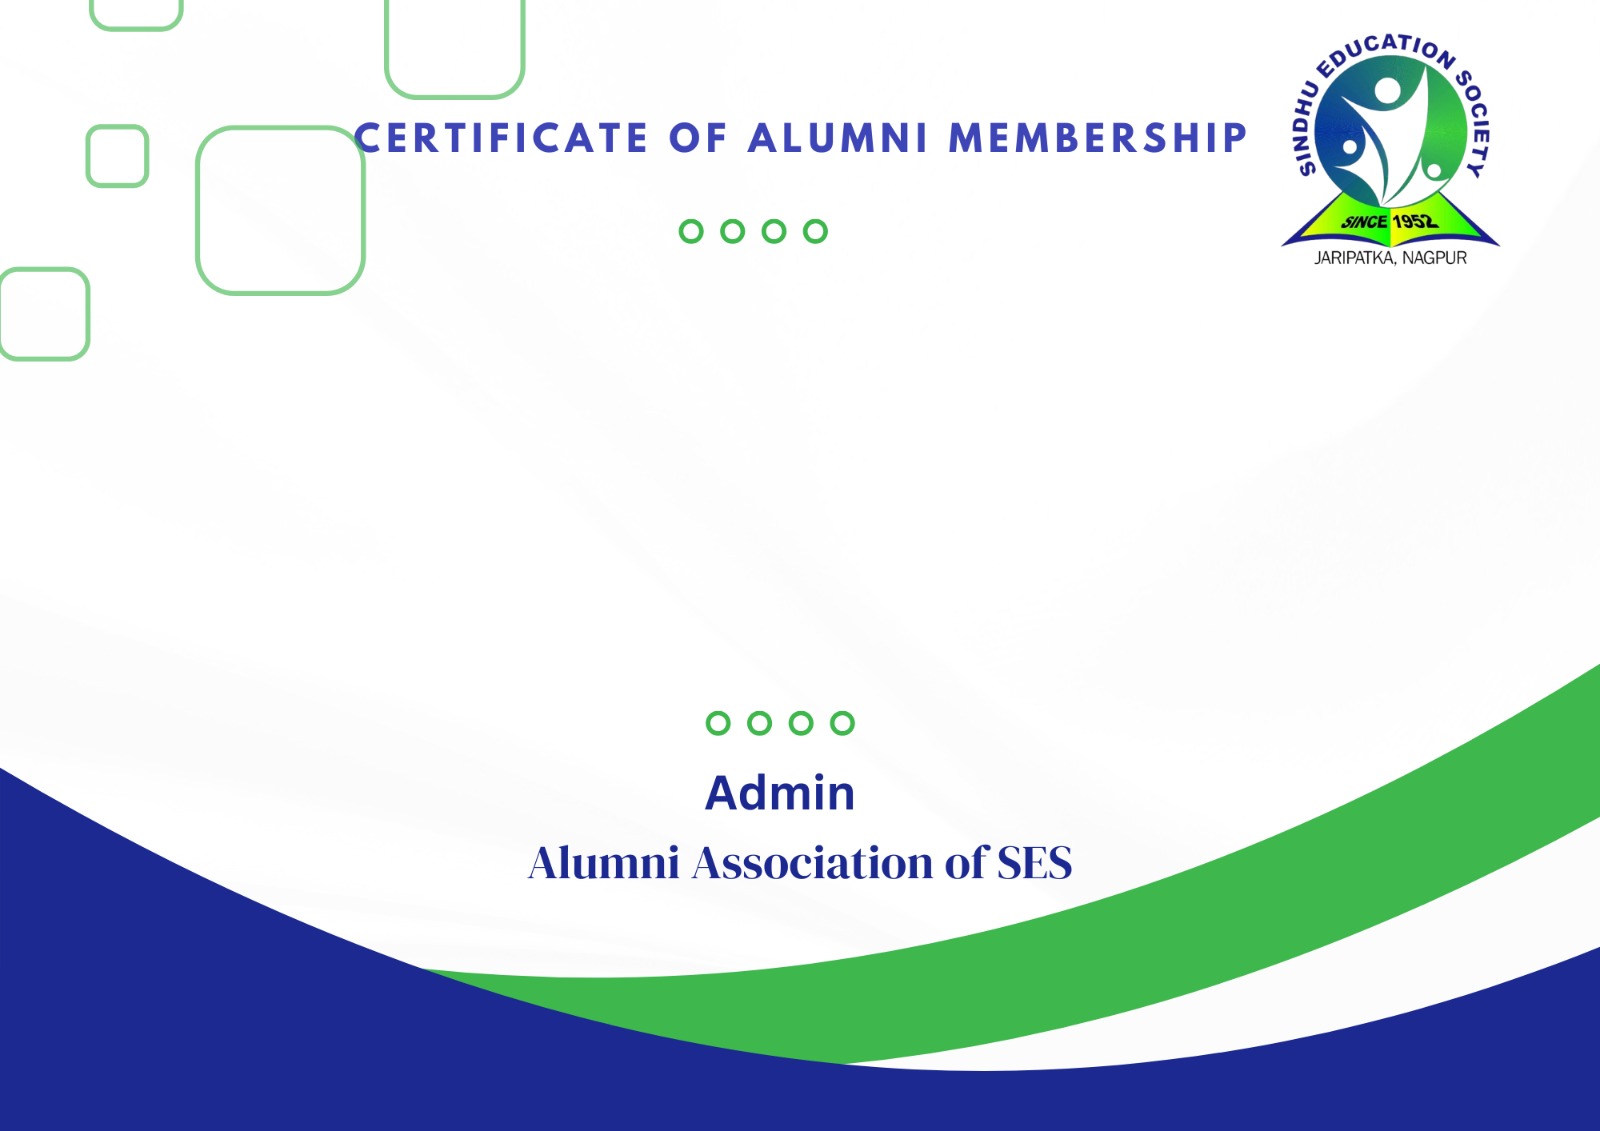 CERTIFICATE OF ALUMNI MEMBERSHIP
SINDHU EDUCATION SOCIETY
SINCE 1952
JARIPATKA, NAGPUR
Admin
Alumni Association of SES